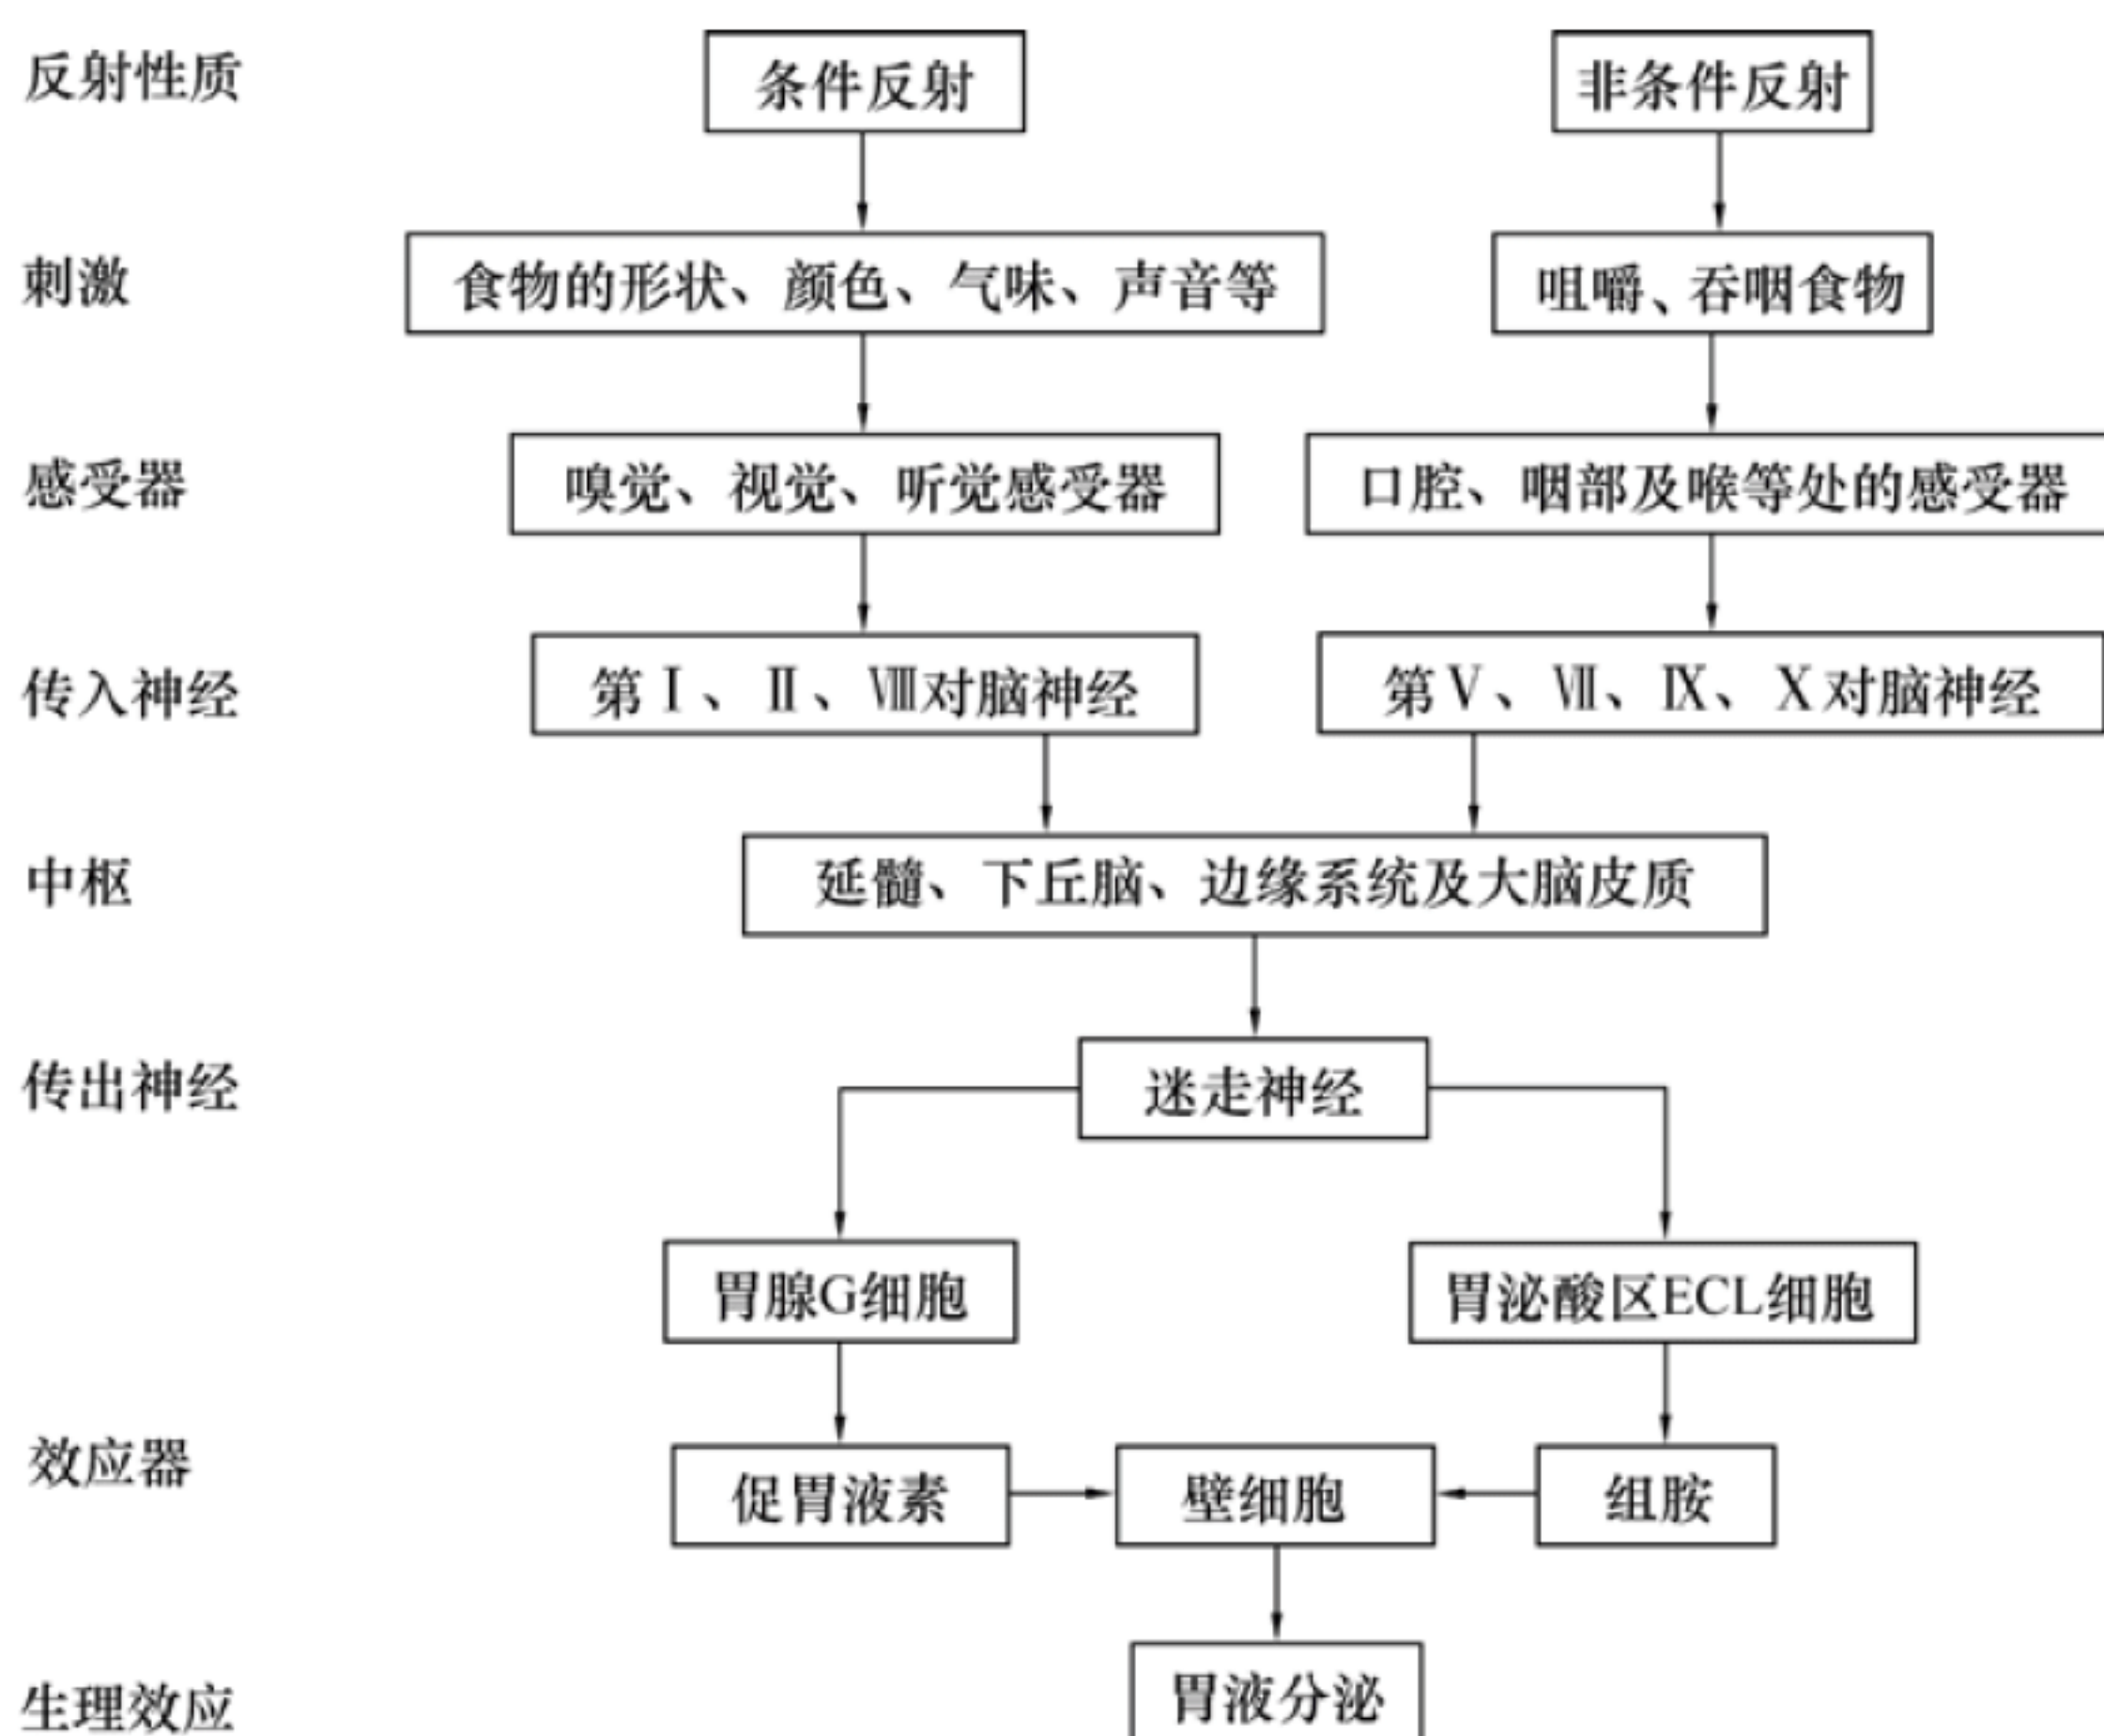 反射性质
条件反射
非条件反射
刺激
食物的形状、颜色、气味、声音等
咀嚼、吞咽食物
感受器
嗅觉、视觉、听觉感受器
口腔、咽部及喉等处的感受器
传入神经
第Ⅰ、Ⅱ、Ⅷ对脑神经
第Ⅴ、Ⅶ、Ⅸ、Ⅹ对脑神经
中枢
延髓、下丘脑、边缘系统及大脑皮质
传出神经
迷走神经
胃腺G细胞
胃泌酸区ECL细胞
效应器
促胃液素
壁细胞
组胺
生理效应
胃液分泌